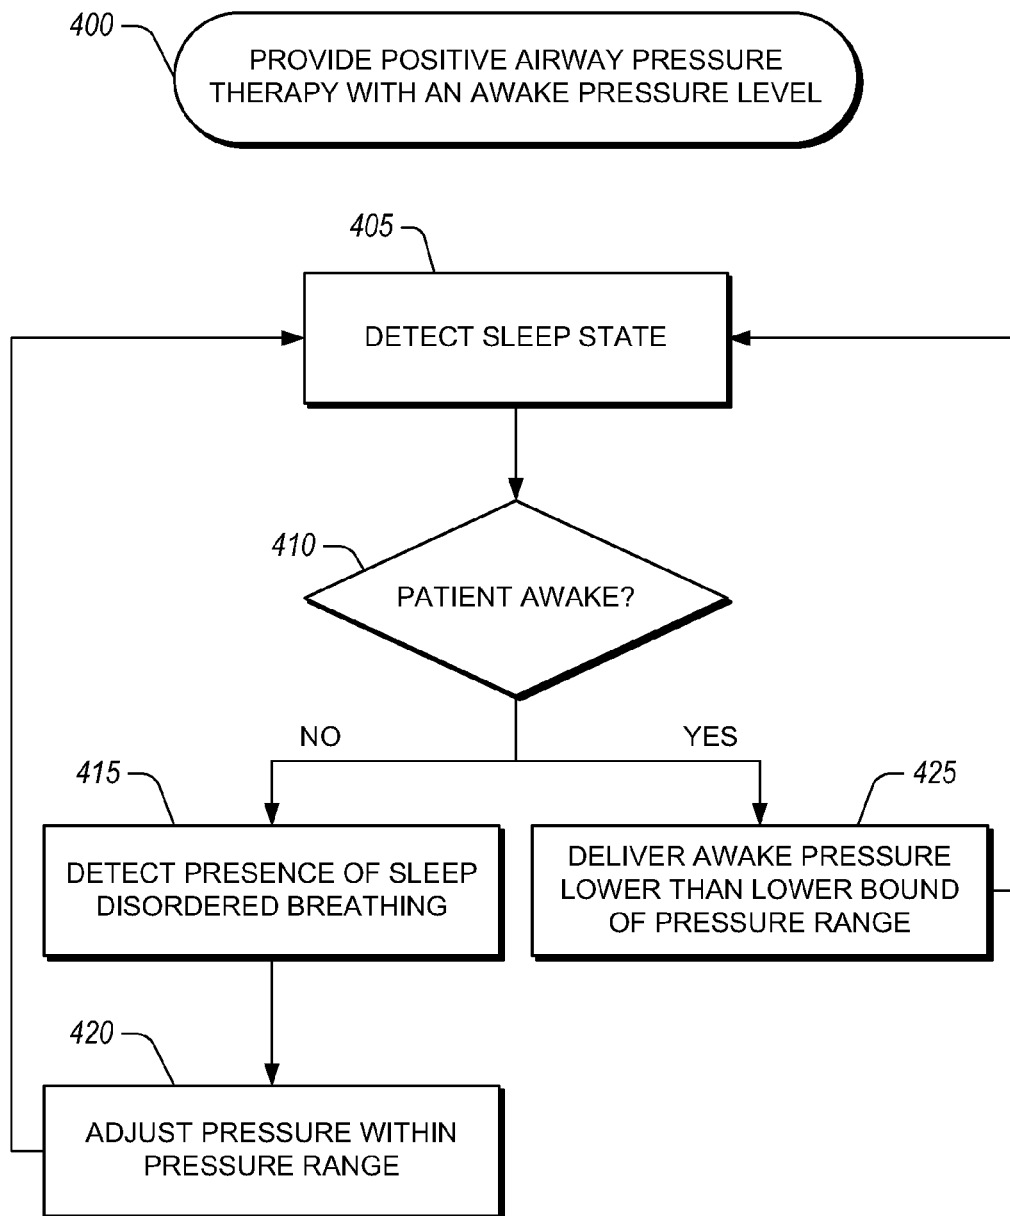 400
PROVIDE POSITIVE AIRWAY PRESSURE
THERAPY WITH AN AWAKE PRESSURE LEVEL
405
DETECT SLEEP STATE
410
PATIENT AWAKE?
NO
YES
415
DETECT PRESENCE OF SLEEP
DISORDERED BREATHING
425
DELIVER AWAKE PRESSURE
LOWER THAN LOWER BOUND
OF PRESSURE RANGE
420
ADJUST PRESSURE WITHIN
PRESSURE RANGE